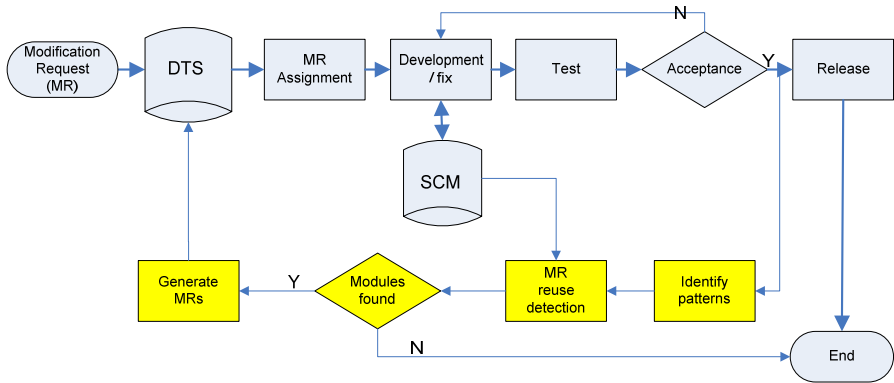 N
Modification
Request
(MR)
DTS
MR
Assignment
Development
/ fix
Test
Acceptance
Y
Release
SCM
Generate
MRs
Y
Modules
found
MR
reuse
detection
Identify
patterns
N
End